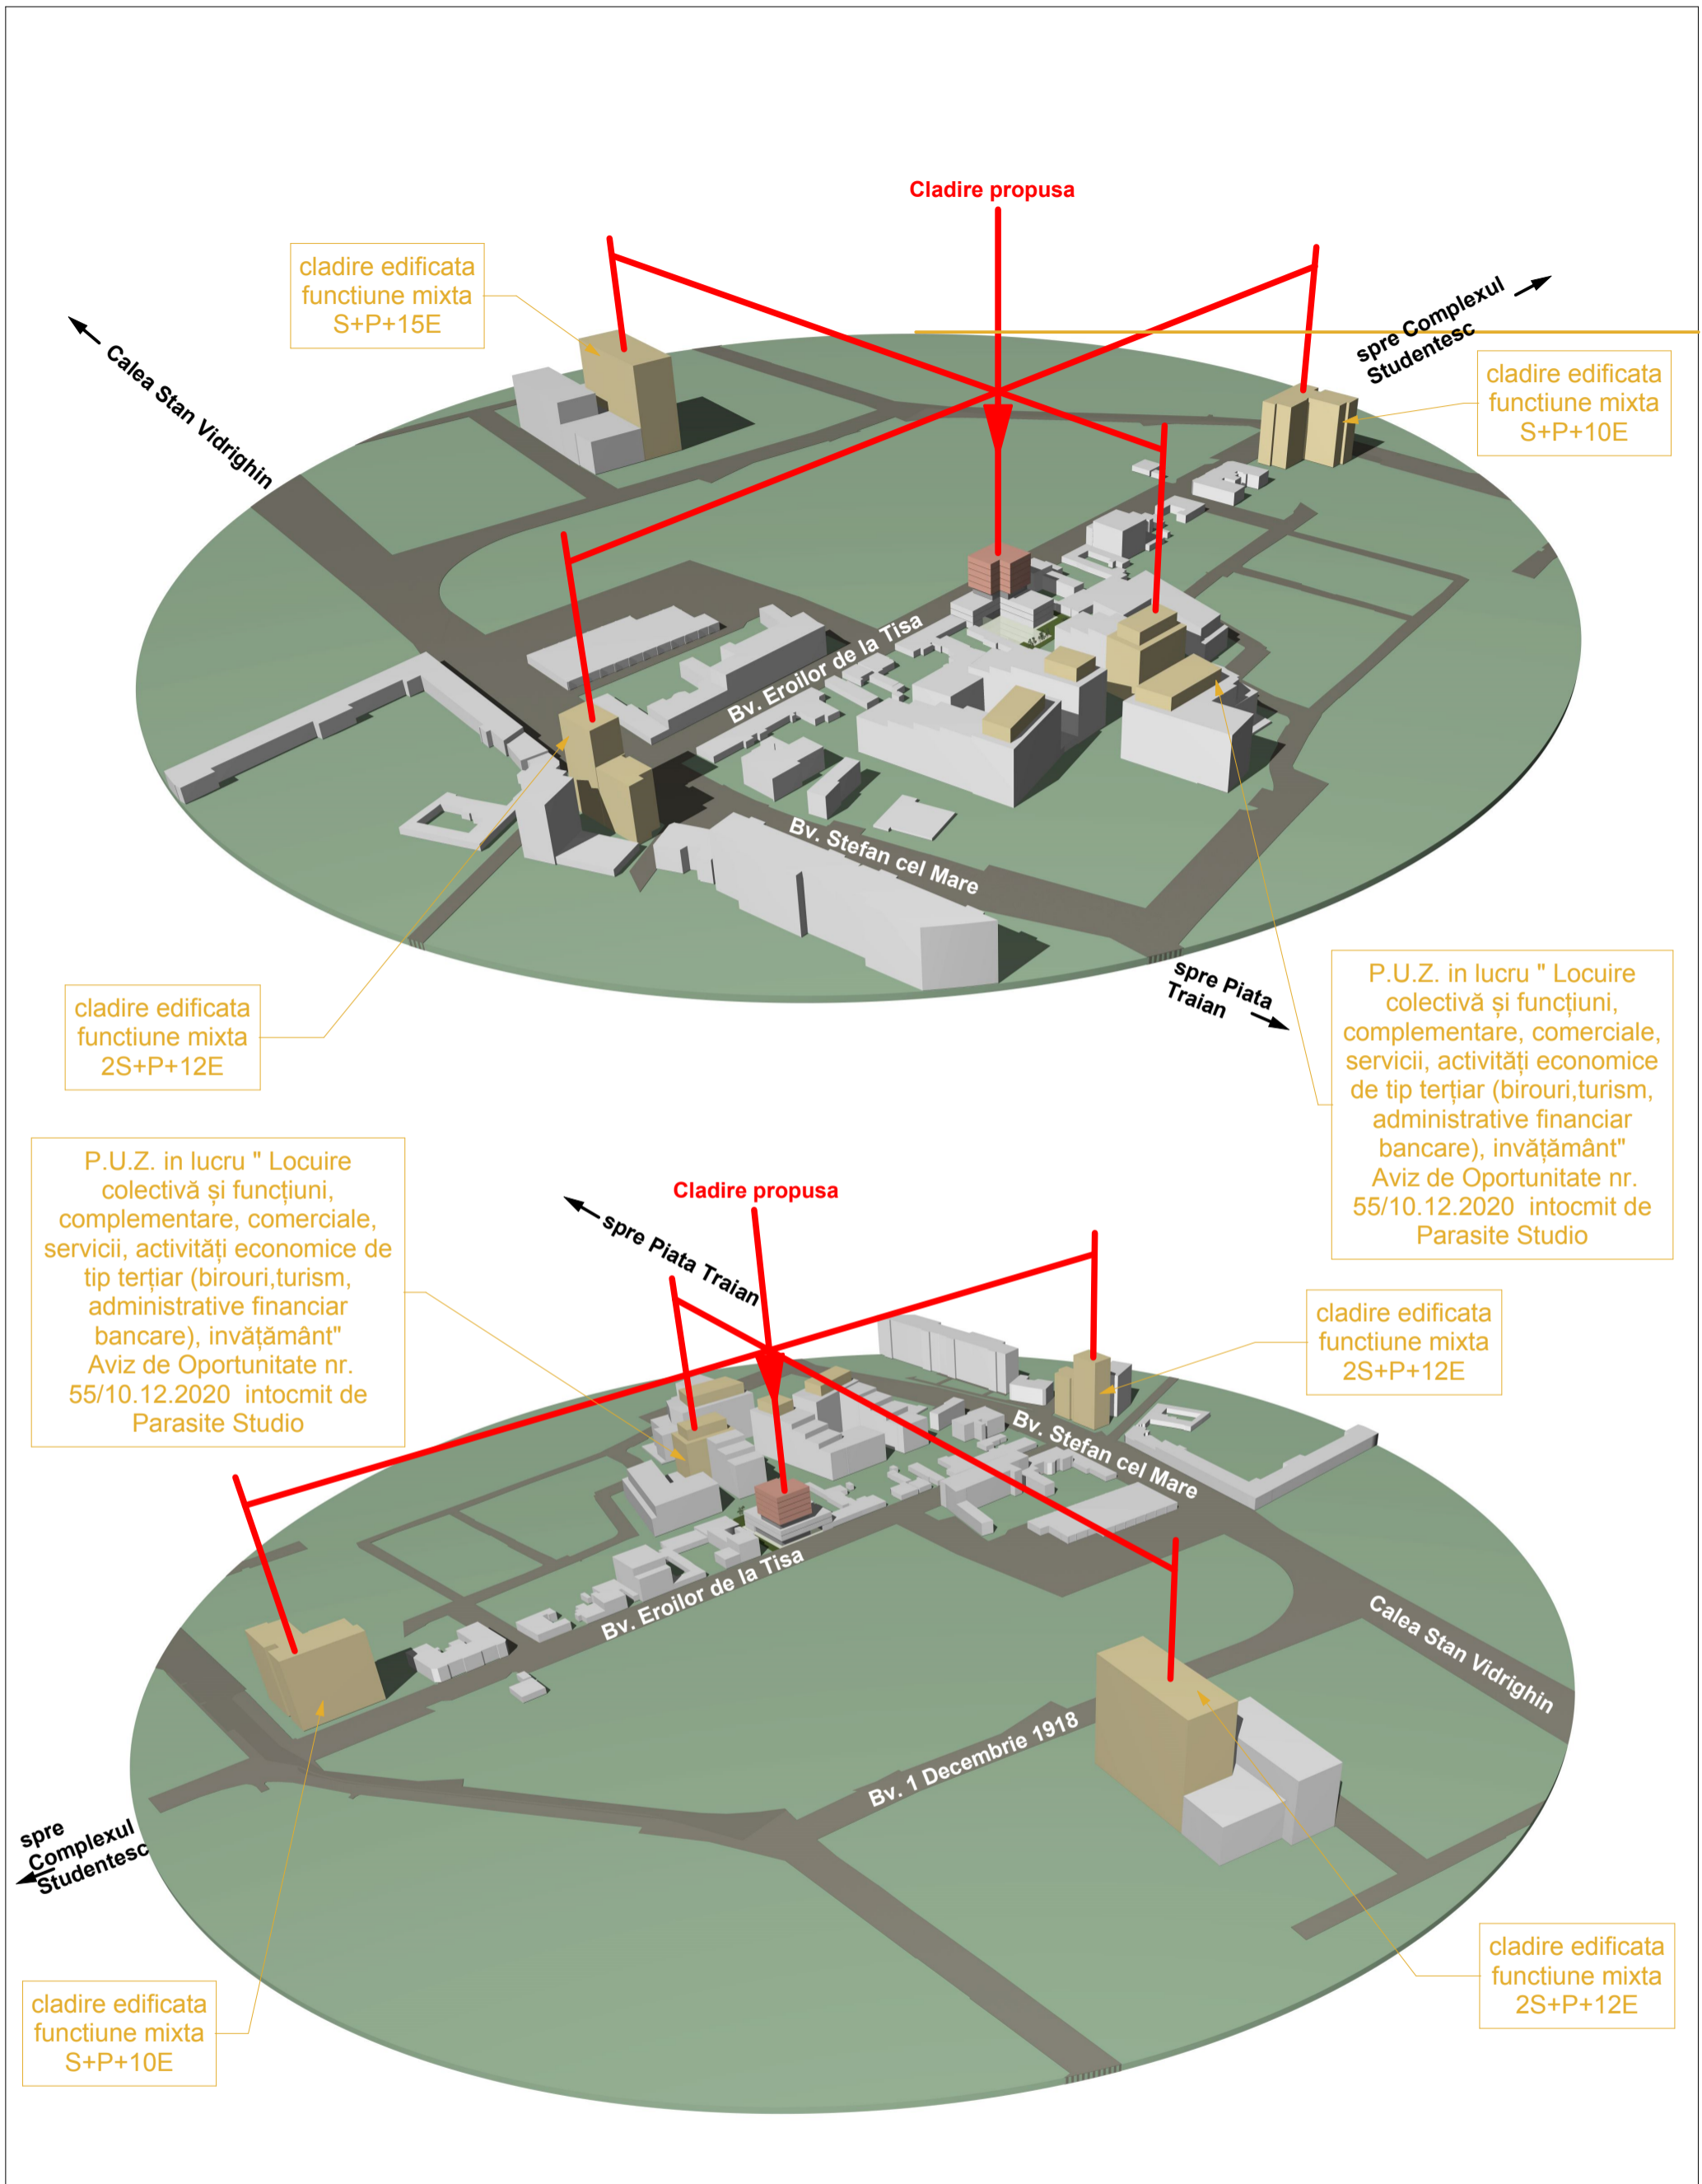 Cladire propusa
cladire edificata
functiune mixta
S+P+15E
Calea Stan Vidrighin
spre Complexul
Studentesc
cladire edificata
functiune mixta
S+P+10E
Bv. Eroilor de la Tisa
Bv. Stefan cel Mare
spre Piata
Traian
cladire edificata
functiune mixta
2S+P+12E
P.U.Z. in lucru " Locuire
colectivă și funcțiuni,
complementare, comerciale,
servicii, activități economice
de tip terțiar (birouri,turism,
administrative financiar
bancare), invățământ"
Aviz de Oportunitate nr.
55/10.12.2020 intocmit de
Parasite Studio
P.U.Z. in lucru " Locuire
colectivă și funcțiuni,
complementare, comerciale,
servicii, activități economice de
tip terțiar (birouri,turism,
administrative financiar
bancare), invățământ"
Aviz de Oportunitate nr.
55/10.12.2020 intocmit de
Parasite Studio
Cladire propusa
spre Piata Traian
cladire edificata
functiune mixta
2S+P+12E
Bv. Stefan cel Mare
Bv. Eroilor de la Tisa
Calea Stan Vidrighin
Bv. 1 Decembrie 1918
spre
Complexul
Studentesc
cladire edificata
functiune mixta
S+P+10E
cladire edificata
functiune mixta
2S+P+12E